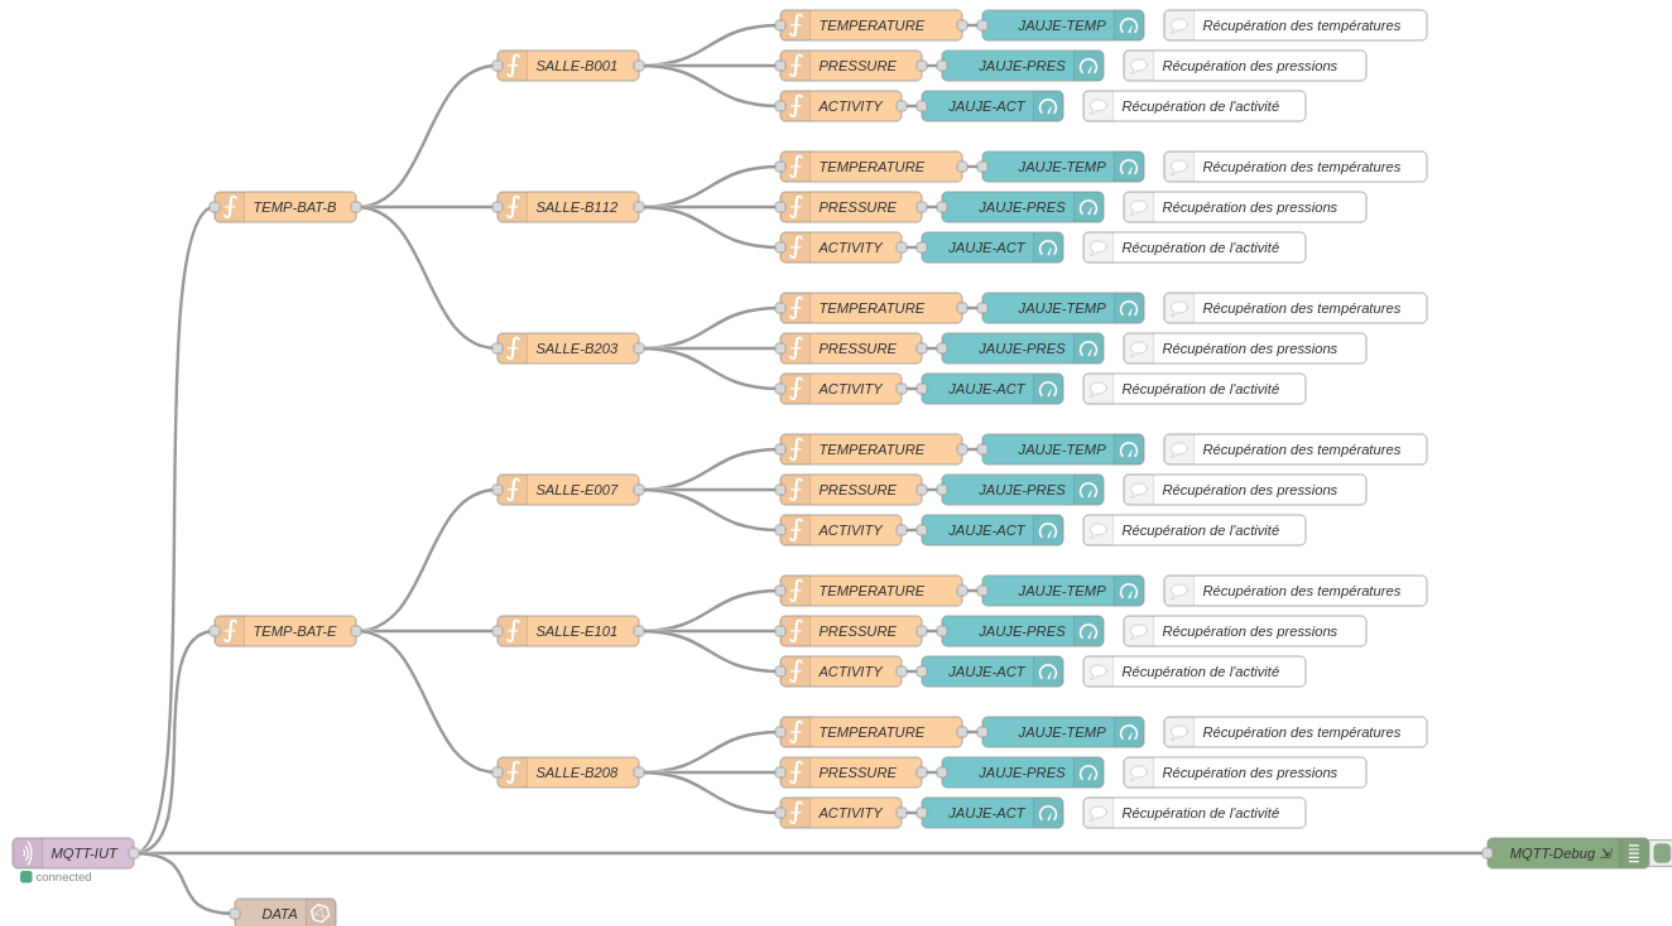 TEMPERATURE JAUJE-TEMP Récupération des températures
SALLE-B001 PRESSURE JAUJE-PRES Récupération des pressions
ACTIVITY JAUJE-ACT Récupération de l'activité
TEMPERATURE JAUJE-TEMP Récupération des températures
TEMP-BAT-B SALLE-B112 PRESSURE JAUJE-PRES Récupération des pressions
ACTIVITY JAUJE-ACT Récupération de l'activité
TEMPERATURE JAUJE-TEMP Récupération des températures
SALLE-B203 PRESSURE JAUJE-PRES Récupération des pressions
ACTIVITY JAUJE-ACT Récupération de l'activité
TEMPERATURE JAUJE-TEMP Récupération des températures
SALLE-E007 PRESSURE JAUJE-PRES Récupération des pressions
ACTIVITY JAUJE-ACT Récupération de l'activité
TEMPERATURE JAUJE-TEMP Récupération des températures
TEMP-BAT-E SALLE-E101 PRESSURE JAUJE-PRES Récupération des pressions
ACTIVITY JAUJE-ACT Récupération de l'activité
TEMPERATURE JAUJE-TEMP Récupération des températures
SALLE-B208 PRESSURE JAUJE-PRES Récupération des pressions
ACTIVITY JAUJE-ACT Récupération de l'activité
MQTT-IUT MQTT-Debug
connected
DATA